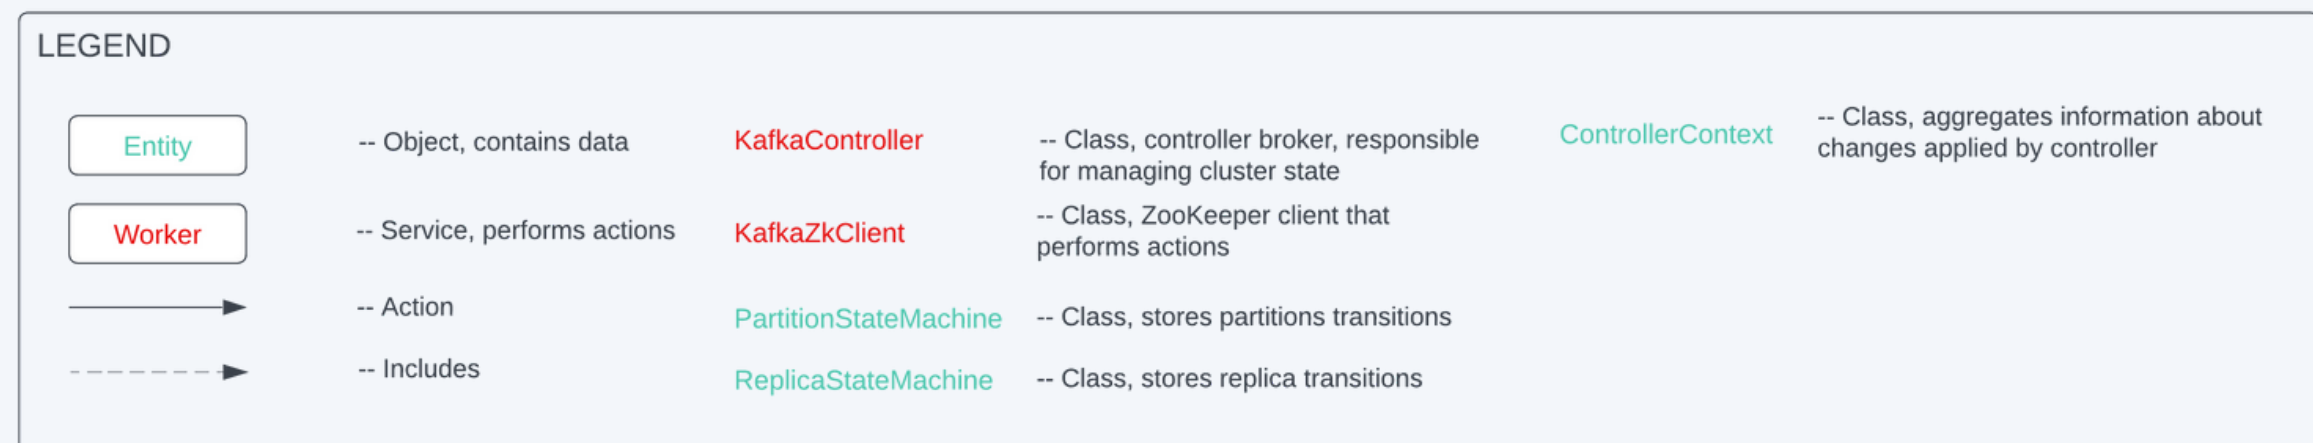 LEGEND
Entity
-- Object, contains data
Worker
-- Service, performs actions
-- Action
-- Includes
KafkaController
-- Class, controller broker, responsible
for managing cluster state
KafkaZkClient
-- Class, ZooKeeper client that
performs actions
PartitionStateMachine
-- Class, stores partitions transitions
ReplicaStateMachine
-- Class, stores replica transitions
ControllerContext
-- Class, aggregates information about
changes applied by controller